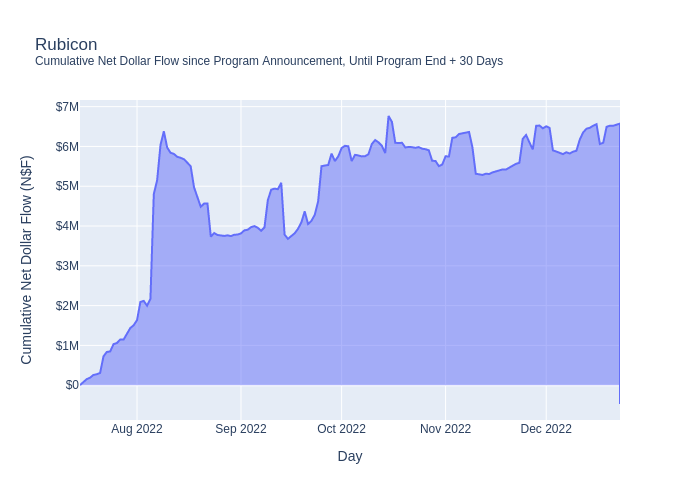 Rubicon
Cumulative Net Dollar Flow since Program Announcement, Until Program End + 30 Days
Cumulative Net Dollar Flow (N$F)
$7M
$6M
$5M
$4M
$3M
$2M
$1M
$0
Aug 2022
Sep 2022
Oct 2022
Nov 2022
Dec 2022
Day